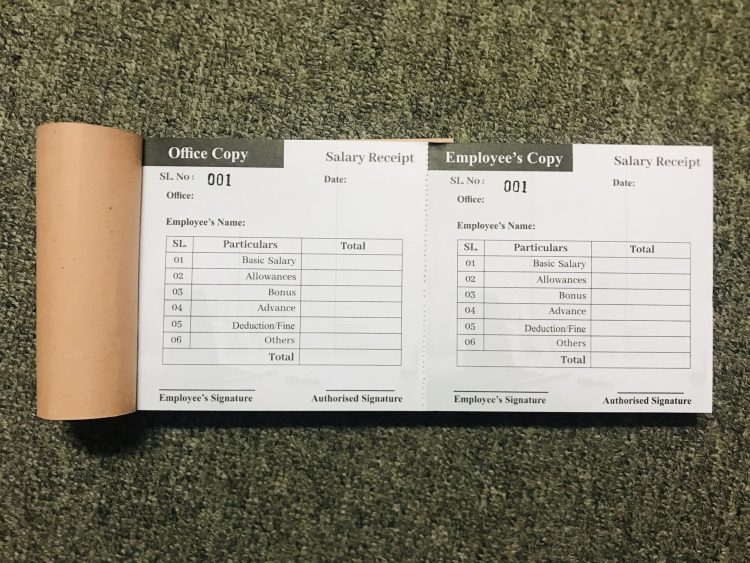 Office Copy Salary Receipt
SL. No : 001 Date:
Office:
Employee's Name:
SL. Particulars Total
01 Basic Salary
02 Allowances
03 Bonus
04 Advance
05 Deduction/Fine
06 Others
Total
Employee's Signature Authorised Signature
Employee's Copy Salary Receipt
SL. No : 001 Date:
Office:
Employee's Name:
SL. Particulars Total
01 Basic Salary
02 Allowances
03 Bonus
04 Advance
05 Deduction/Fine
06 Others
Total
Employee's Signature Authorised Signature